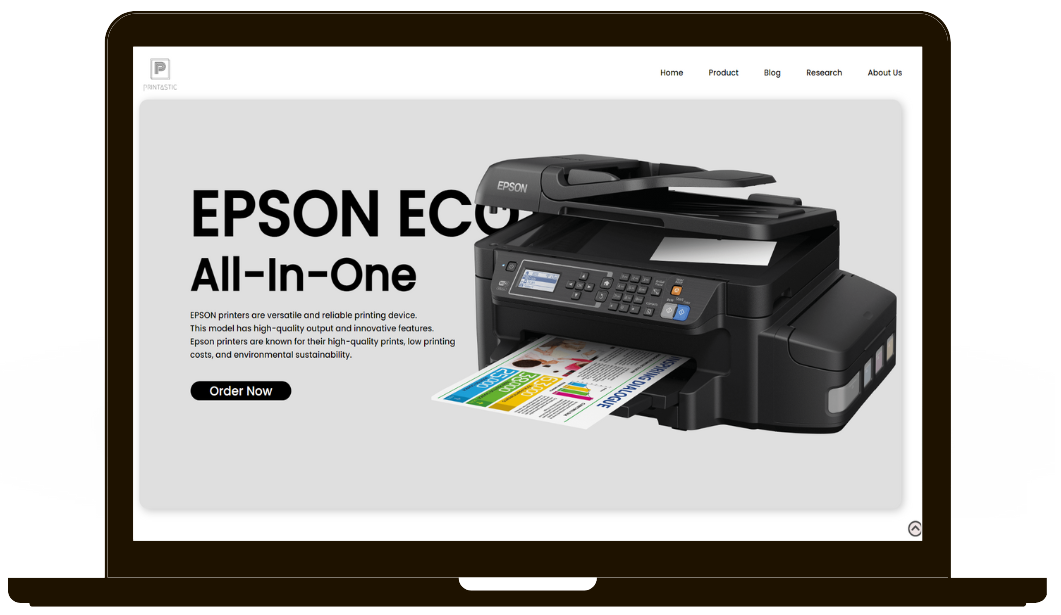 P
PRINTASTIC
Home
Product
Blog
Research
About Us
EPSON ECO
All-In-One
EPSON printers are versatile and reliable printing device.
This model has high-quality output and innovative features.
Epson printers are known for their high-quality prints, low printing
costs, and environmental sustainability.
Order Now
EPSON
INSPIRING DIALOGUE